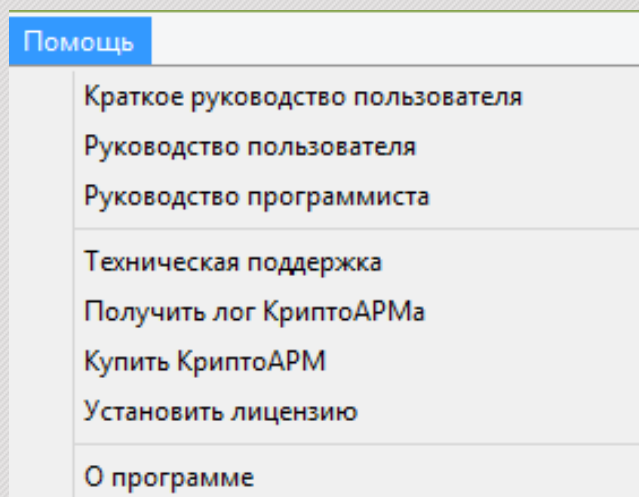 Помощь
Краткое руководство пользователя
Руководство пользователя
Руководство программиста
Техническая поддержка
Получить лог КриптоАРМа
Купить КриптоАРМ
Установить лицензию
О программе